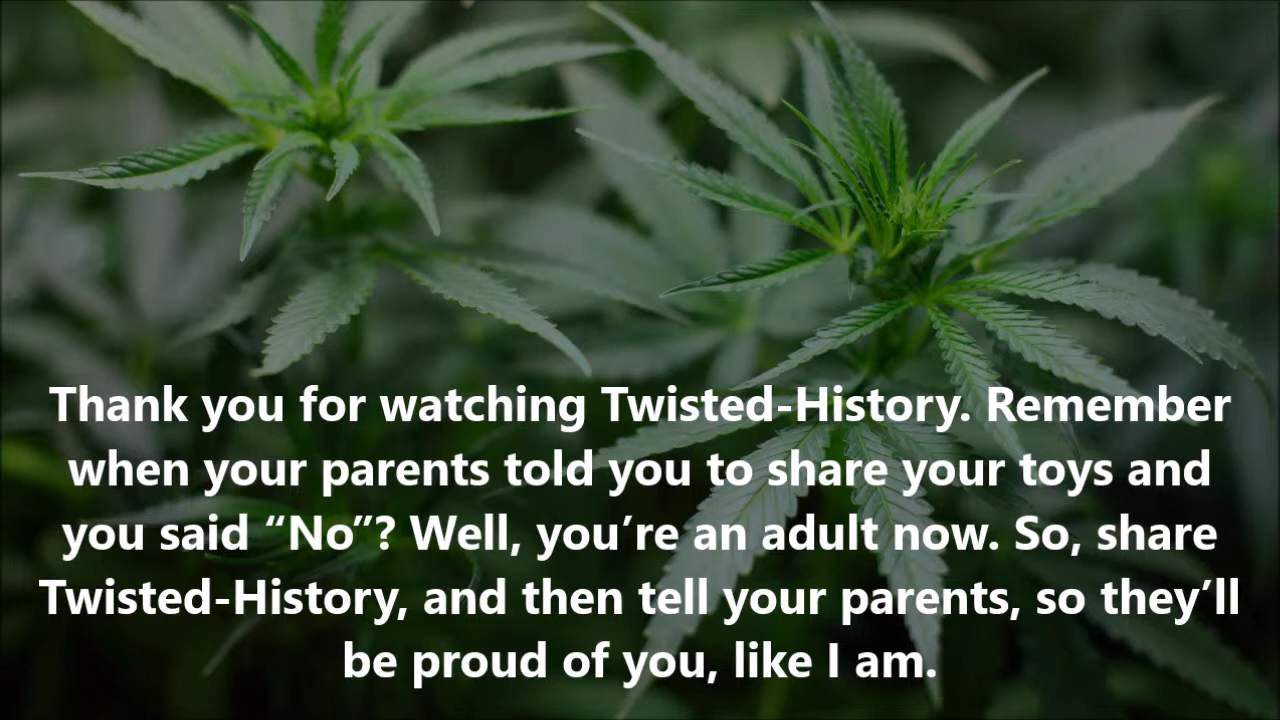 Thank you for watching Twisted-History. Remember
when your parents told you to share your toys and
you said “No”? Well, you’re an adult now. So, share
Twisted-History, and then tell your parents, so they’ll
be proud of you, like I am.